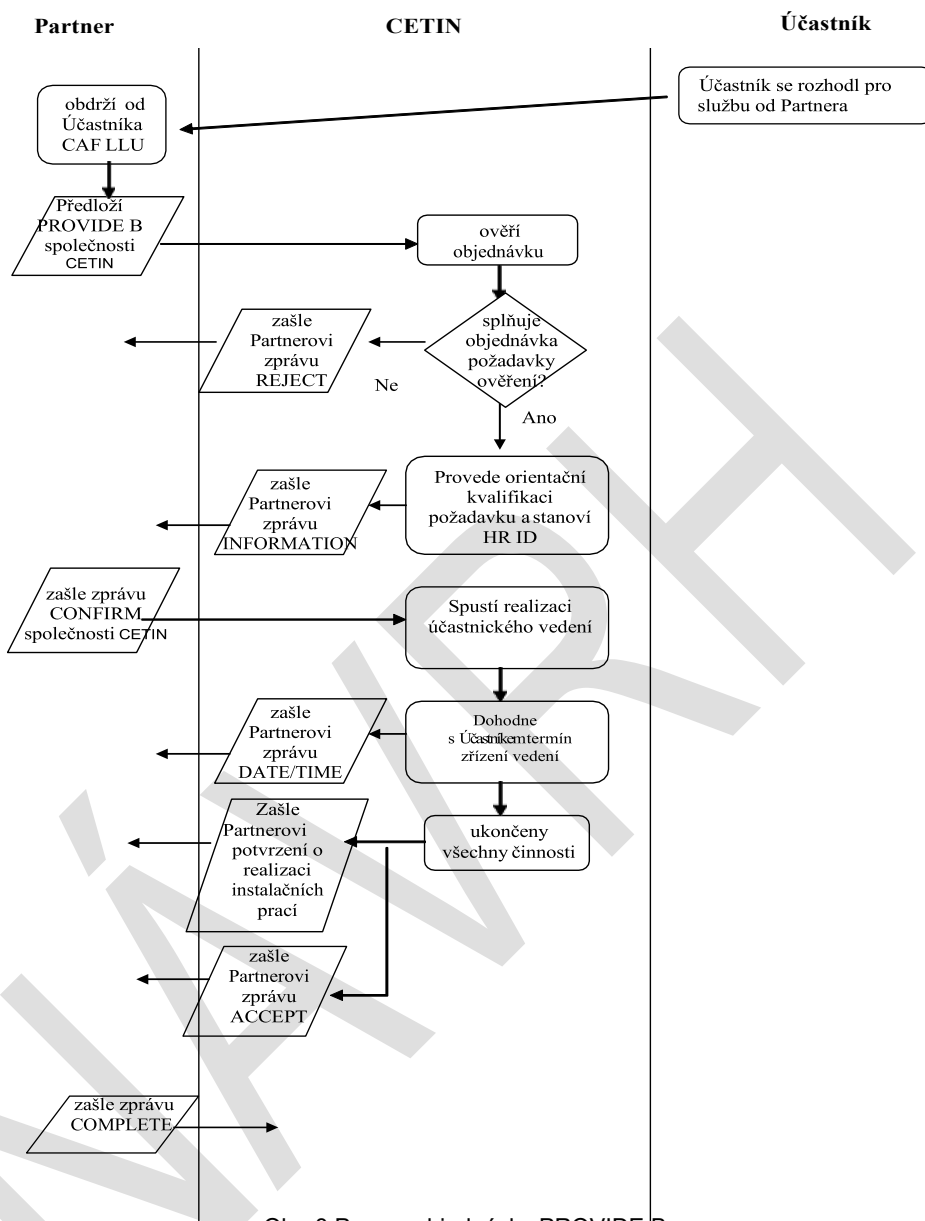 Partner
CETIN
Účastník
Účastník se rozhodl pro
službu od Partnera
obdrží od
Účastníka
CAF LLU
Předloží
PROVIDE B
společnosti
CETIN
ověří
objednávku
zašle
Partnerovi
zprávu
REJECT
splňuje
objednávka
požadavky
ověření?
Ne
Ano
zašle
Partnerovi
zprávu
INFORMATION
Provede orientační
kvalifikaci
požadavku a stanoví
HR ID
zašle zprávu
CONFIRM
společnosti CETIN
Spustí realizaci
účastnického vedení
zašle
Partnerovi
zprávu
DATE/TIME
Dohodne
s Účastníkem termín
zřízení vedení
Zašle
Partnerovi
potvrzení o
realizaci
instalačních
prací
ukončeny
všechny činnosti
zašle
Partnerovi
zprávu
ACCEPT
zašle zprávu
COMPLETE
NÁVRH